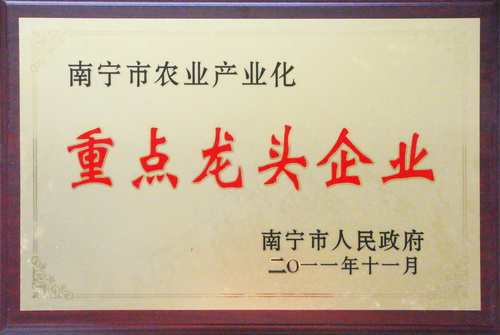 南宁市农业产业化
重点龙头企业
南宁市人民政府
二〇一一年十一月